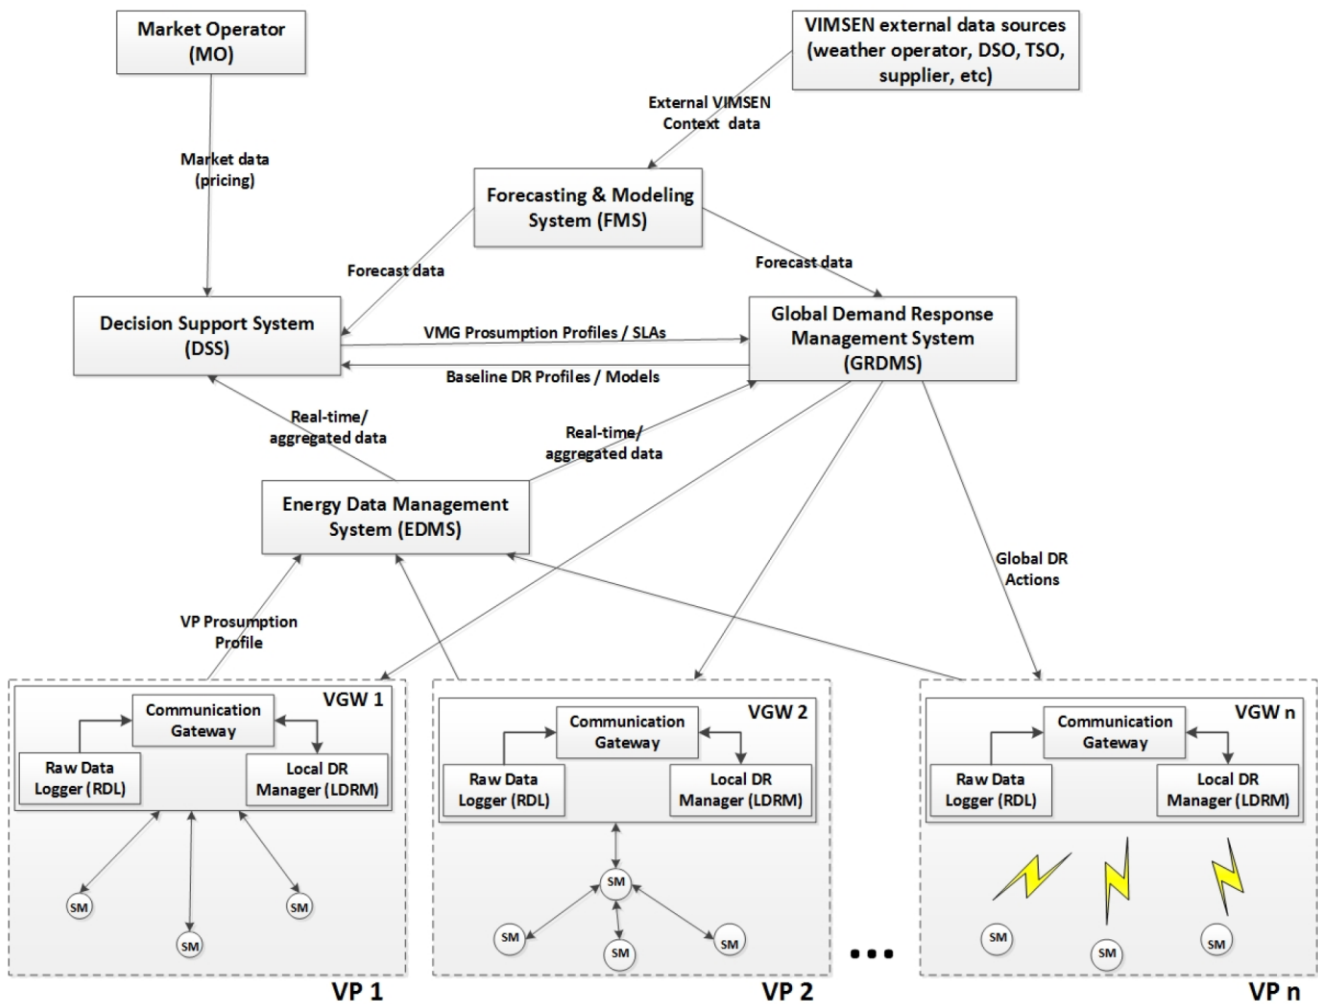 Market Operator
(MO)
VIMSEN external data sources
(weather operator, DSO, TSO,
supplier, etc)
External VIMSEN
Context data
Market data
(pricing)
Forecasting & Modeling
System (FMS)
Forecast data
Forecast data
Decision Support System
(DSS)
VMG Prosumption Profiles / SLAs
Baseline DR Profiles / Models
Global Demand Response
Management System
(GRDMS)
Real-time/
aggregated data
Real-time/
aggregated data
Energy Data Management
System (EDMS)
Global DR
Actions
VP Prosumption
Profile
VGW 1
Communication
Gateway
Raw Data
Logger (RDL)
Local DR
Manager (LDRM)
SM
SM
SM
VP 1
VGW 2
Communication
Gateway
Raw Data
Logger (RDL)
Local DR
Manager (LDRM)
SM
SM
SM
SM
VP 2
...
VGW n
Communication
Gateway
Raw Data
Logger (RDL)
Local DR
Manager (LDRM)
SM
SM
SM
VP n